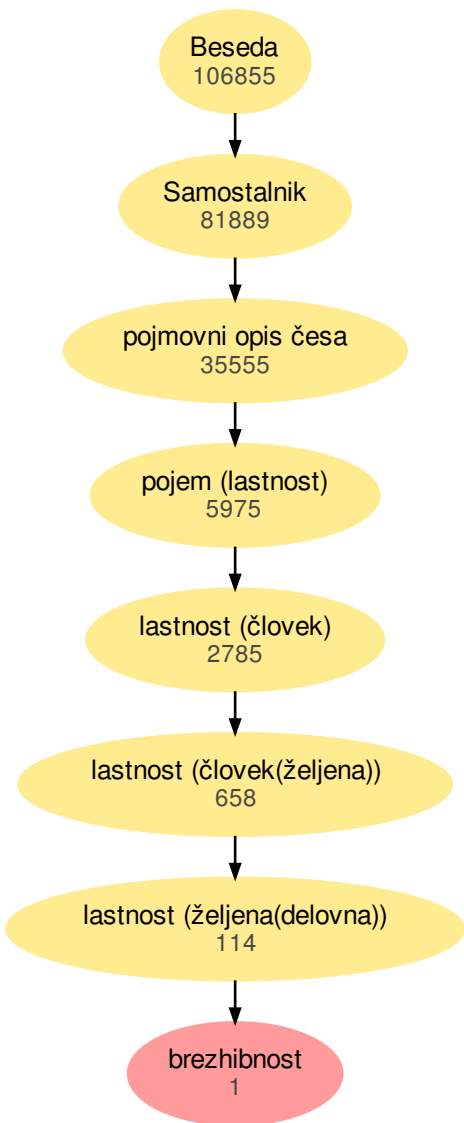 Beseda
106855
Samostalnik
81889
pojmovni opis česa
35555
pojem (lastnost)
5975
lastnost (človek)
2785
lastnost (človek(željena))
658
lastnost (željena(delovna))
114
brezhibnost
1